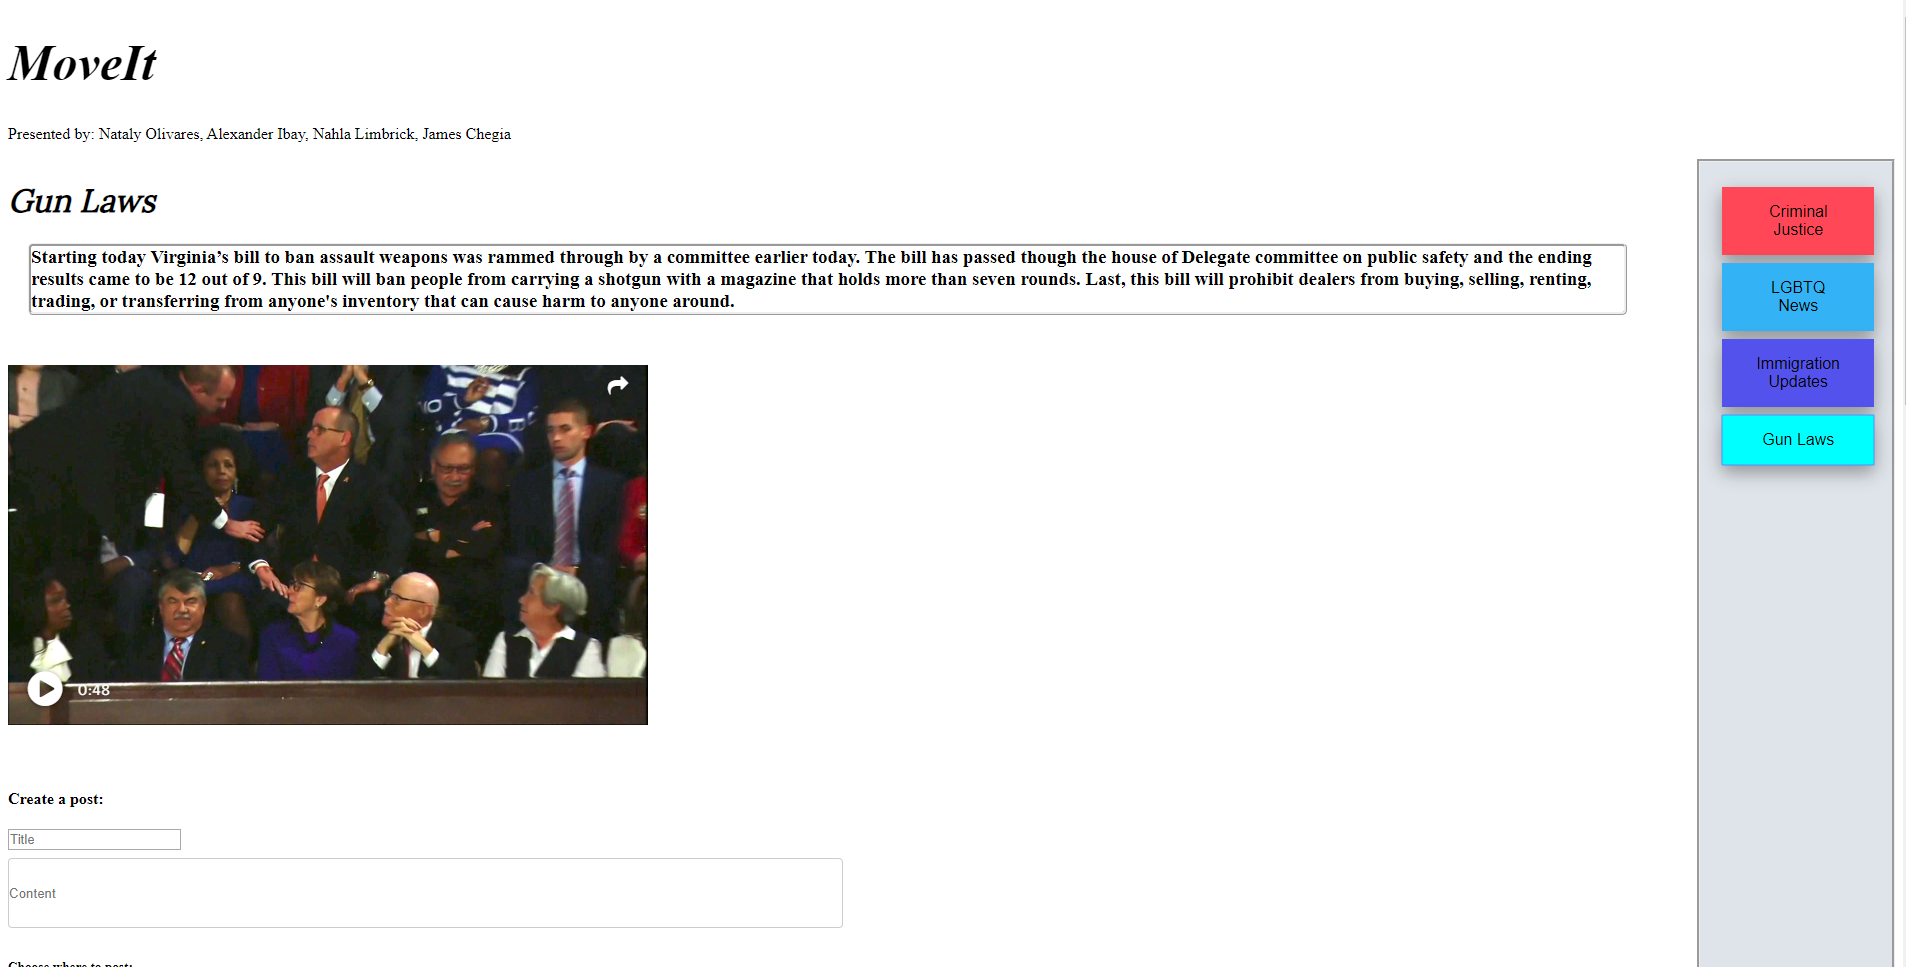 MoveIt
Presented by: Nataly Olivares, Alexander Ibay, Nahla Limbrick, James Chegia
Gun Laws
Starting today Virginia’s bill to ban assault weapons was rammed through by a committee earlier today. The bill has passed though the house of Delegate committee on public safety and the ending
results came to be 12 out of 9. This bill will ban people from carrying a shotgun with a magazine that holds more than seven rounds. Last, this bill will prohibit dealers from buying, selling, renting,
trading, or transferring from anyone's inventory that can cause harm to anyone around.
0:48
Create a post:
Title
Content
Choose where to post:
Criminal
Justice
LGBTQ
News
Immigration
Updates
Gun Laws